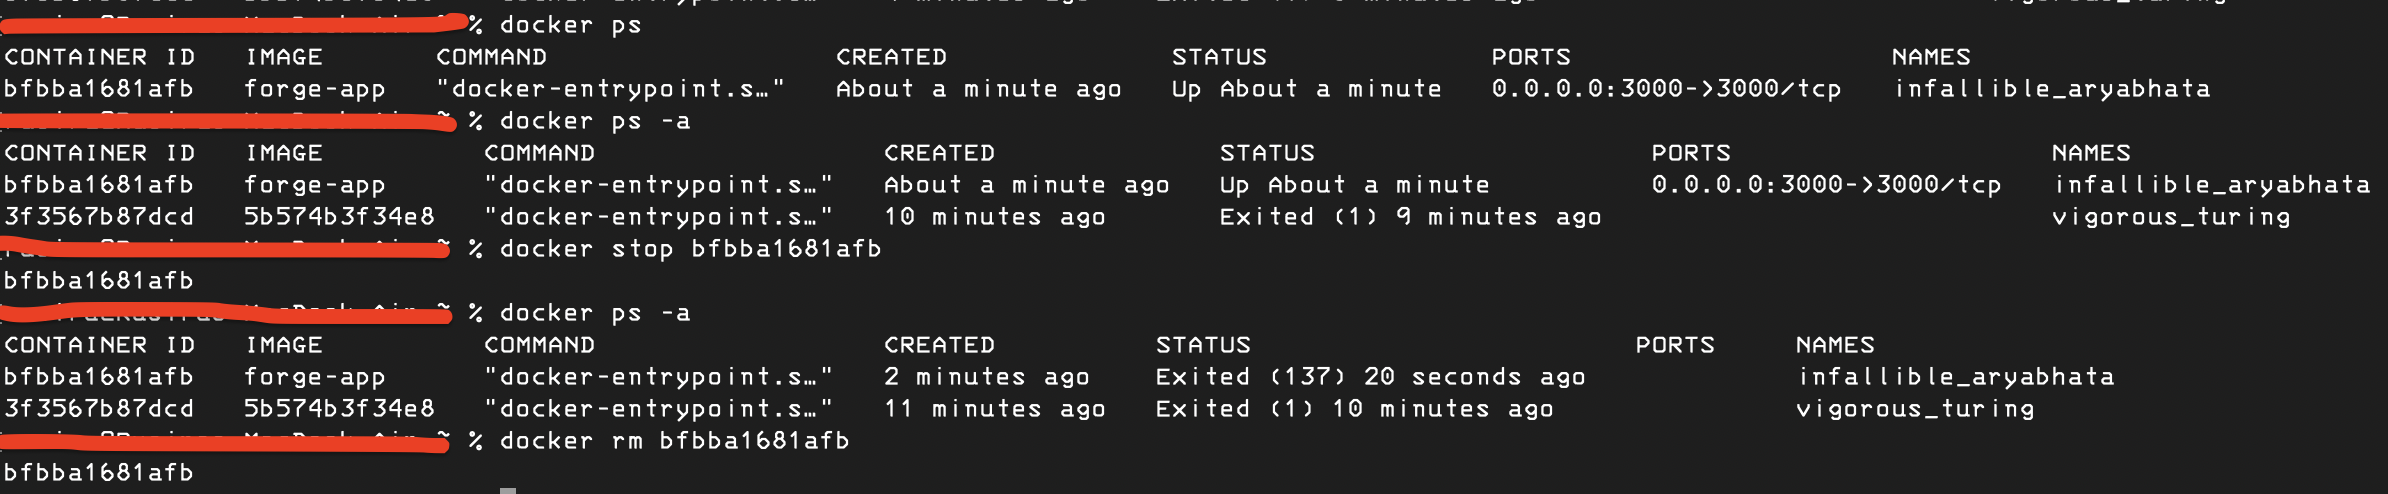 % docker ps
CONTAINER ID IMAGE COMMAND CREATED STATUS PORTS NAMES
bfbba1681afb forge-app "docker-entrypoint.s…" About a minute ago Up About a minute 0.0.0.0:3000->3000/tcp infallible_aryabhata
~ % docker ps -a
CONTAINER ID IMAGE COMMAND CREATED STATUS PORTS NAMES
bfbba1681afb forge-app "docker-entrypoint.s…" About a minute ago Up About a minute 0.0.0.0:3000->3000/tcp infallible_aryabhata
3f3567b87dcd 5b574b3f34e8 "docker-entrypoint.s…" 10 minutes ago Exited (1) 9 minutes ago vigorous_turing
~ % docker stop bfbba1681afb
bfbba1681afb
~ % docker ps -a
CONTAINER ID IMAGE COMMAND CREATED STATUS PORTS NAMES
bfbba1681afb forge-app "docker-entrypoint.s…" 2 minutes ago Exited (137) 20 seconds ago infallible_aryabhata
3f3567b87dcd 5b574b3f34e8 "docker-entrypoint.s…" 11 minutes ago Exited (1) 10 minutes ago vigorous_turing
~ % docker rm bfbba1681afb
bfbba1681afb